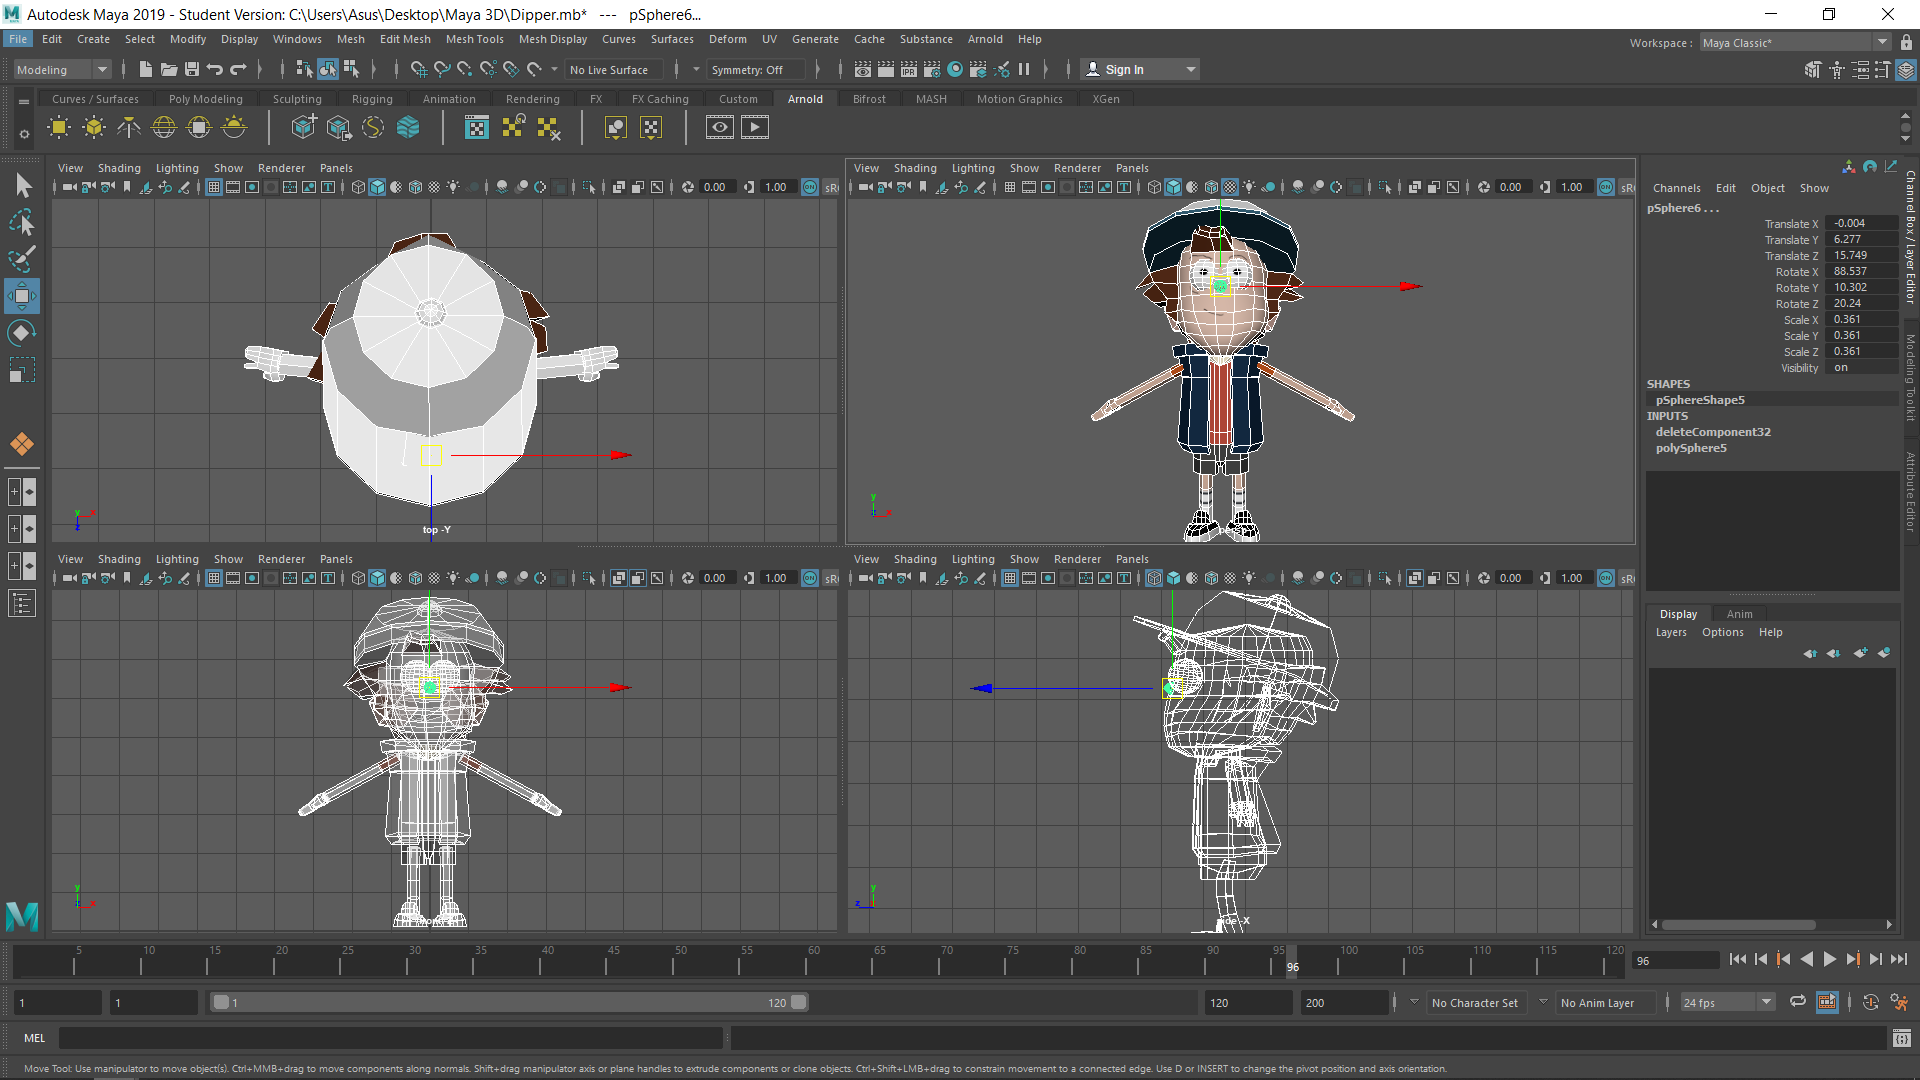 Autodesk Maya 2019 - Student Version: C:\Users\Asus\Desktop\Maya 3D\Dipper.mb* --- pSphere6...
File Edit Create Select Modify Display Windows Mesh Edit Mesh Mesh Tools Mesh Display Curves Surfaces Deform UV Generate Cache Substance Arnold Help
Workspace : Maya Classic*
Modeling No Live Surface Symmetry: Off Sign In
Curves / Surfaces Poly Modeling Sculpting Rigging Animation Rendering FX FX Caching Custom Arnold Bifrost MASH Motion Graphics XGen
View Shading Lighting Show Renderer Panels
0.00 1.00
top -Y
View Shading Lighting Show Renderer Panels
0.00 1.00
View Shading Lighting Show Renderer Panels
0.00 1.00
View Shading Lighting Show Renderer Panels
0.00 1.00
Channels Edit Object Show
pSphere6 . . .
Translate X -0.004
Translate Y 6.277
Translate Z 15.749
Rotate X 88.537
Rotate Y 10.302
Rotate Z 20.24
Scale X 0.361
Scale Y 0.361
Scale Z 0.361
Visibility on
SHAPES
pSphereShape5
INPUTS
deleteComponent32
polySphere5
Channel Box / Layer Editor
Modeling Toolkit
Attribute Editor
Display Anim
Layers Options Help
5 10 15 20 25 30 35 40 45 50 55 60 65 70 75 80 85 90 95 100 105 110 115 120
96
96
1 1 1 120 120 200 No Character Set No Anim Layer 24 fps
MEL
Move Tool: Use manipulator to move object(s). Ctrl+MMB+drag to move components along normals. Shift+drag manipulator axis or plane handles to extrude components or clone objects. Ctrl+Shift+LMB+drag to constrain movement to a connected edge. Use D or INSERT to change the pivot position and axis orientation.